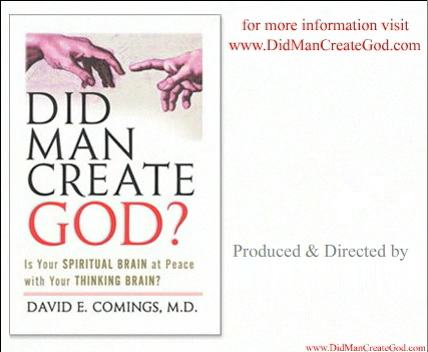 for more information visit
www.DidManCreateGod.com
DID
MAN
CREATE
GOD?
Is Your SPIRITUAL BRAIN at Peace
with Your THINKING BRAIN?
DAVID E. COMINGS, M.D.
Produced & Directed by
www.DidManCreateGod.com